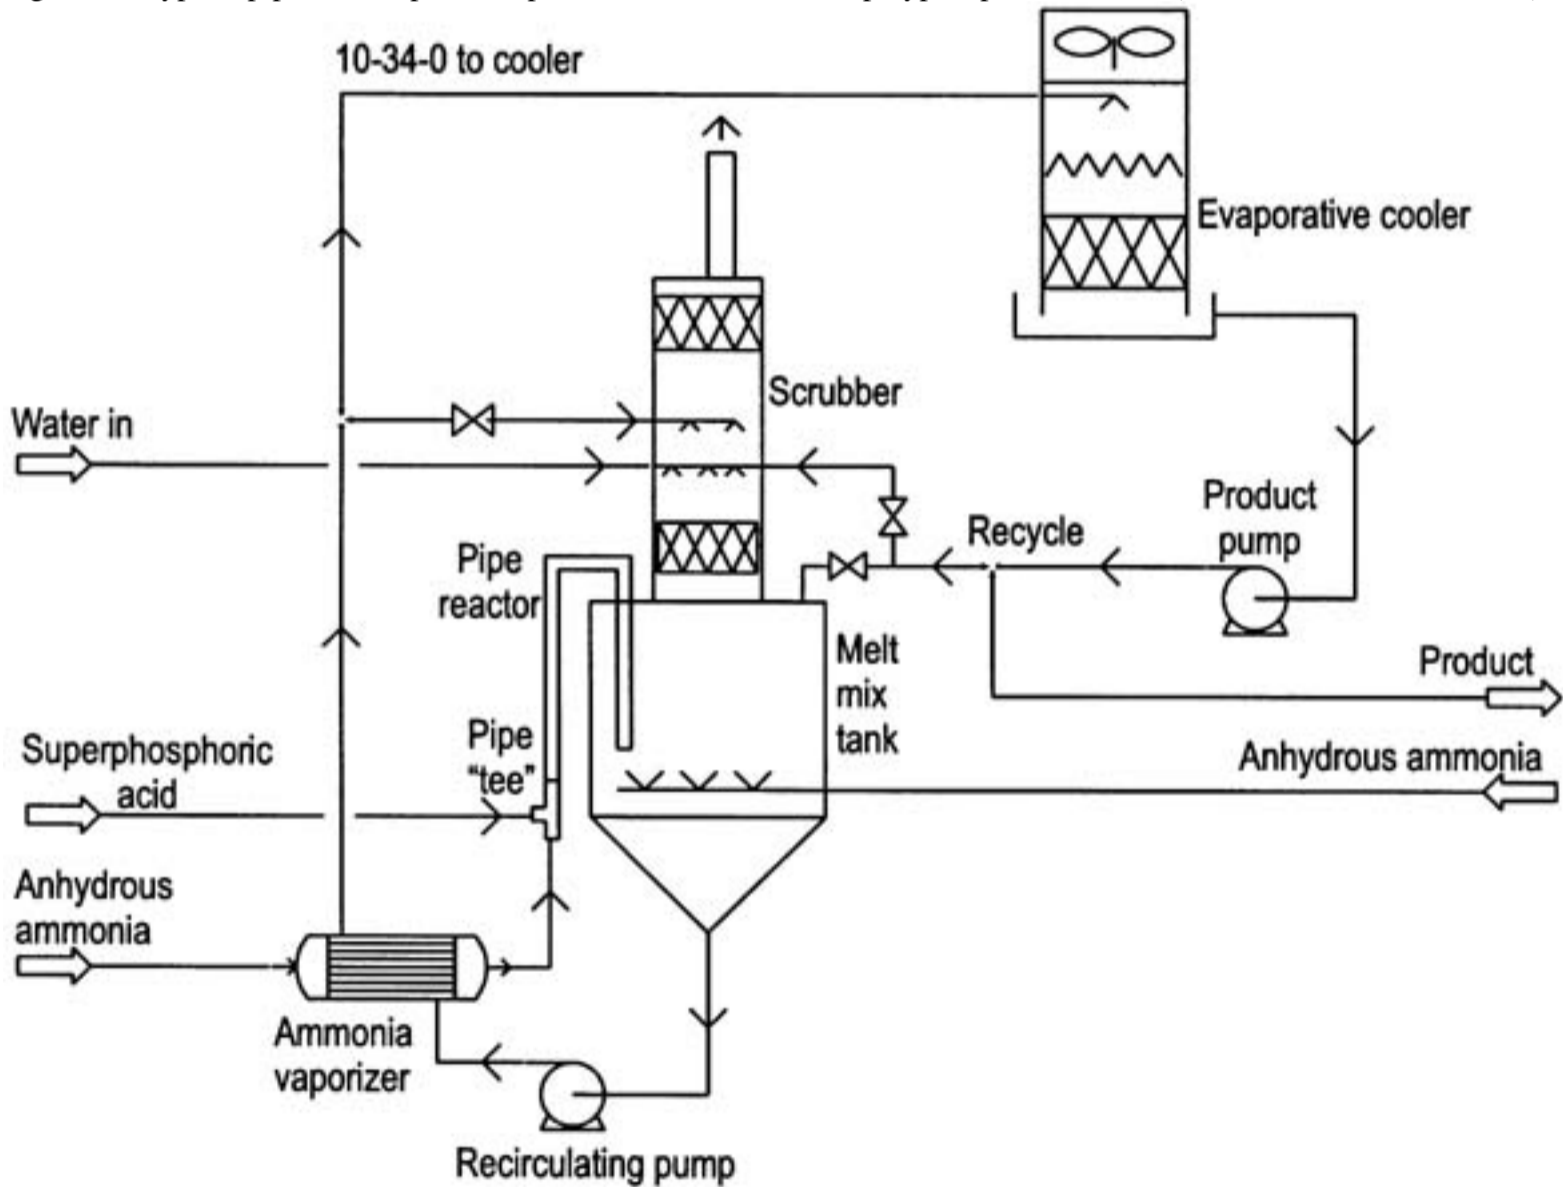 10-34-0 to cooler
Evaporative cooler
Scrubber
Water in
Product
pump
Recycle
Pipe
reactor
Melt
mix
tank
Product
Pipe
"tee"
Superphosphoric
acid
Anhydrous ammonia
Anhydrous
ammonia
Ammonia
vaporizer
Recirculating pump